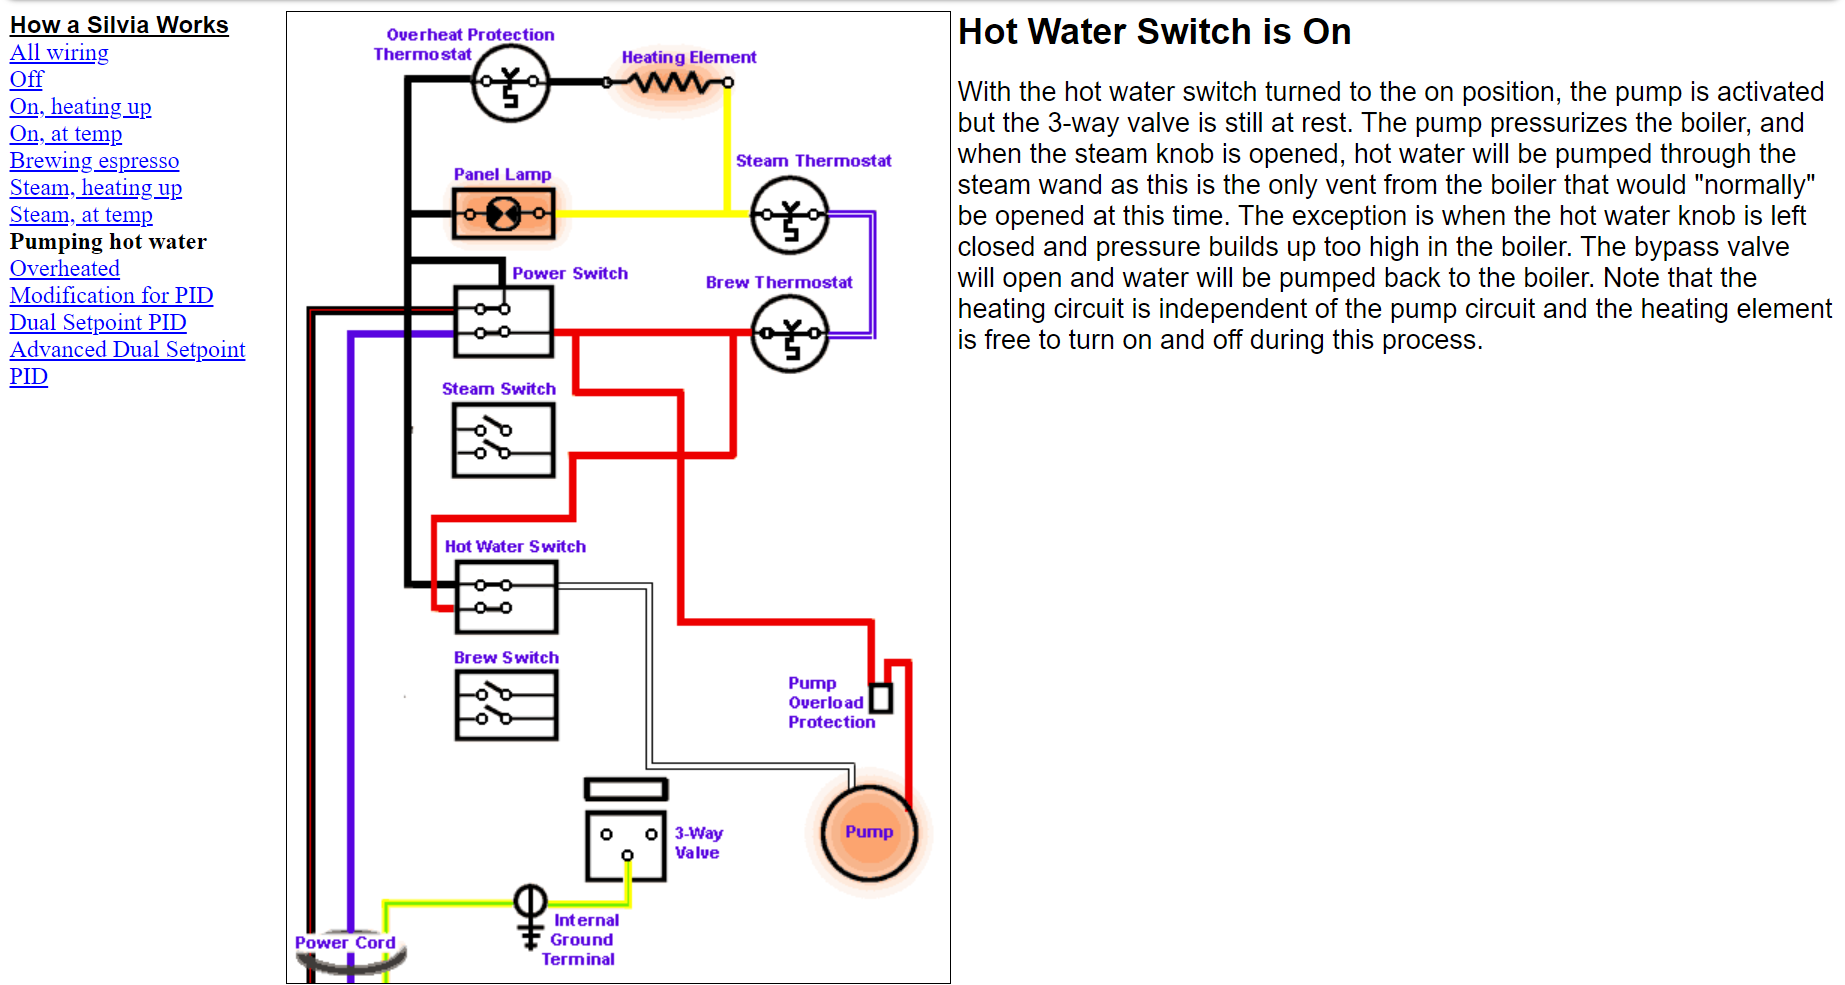 How a Silvia Works
All wiring
Off
On, heating up
On, at temp
Brewing espresso
Steam, heating up
Steam, at temp
Pumping hot water
Overheated
Modification for PID
Dual Setpoint PID
Advanced Dual Setpoint
PID
Overheat Protection
Thermostat
Heating Element
Steam Thermostat
Panel Lamp
Power Switch
Brew Thermostat
Steam Switch
Hot Water Switch
Brew Switch
Pump
Overload
Protection
3-Way
Valve
Pump
Internal
Ground
Terminal
Power Cord
Hot Water Switch is On
With the hot water switch turned to the on position, the pump is activated
but the 3-way valve is still at rest. The pump pressurizes the boiler, and
when the steam knob is opened, hot water will be pumped through the
steam wand as this is the only vent from the boiler that would "normally"
be opened at this time. The exception is when the hot water knob is left
closed and pressure builds up too high in the boiler. The bypass valve
will open and water will be pumped back to the boiler. Note that the
heating circuit is independent of the pump circuit and the heating element
is free to turn on and off during this process.